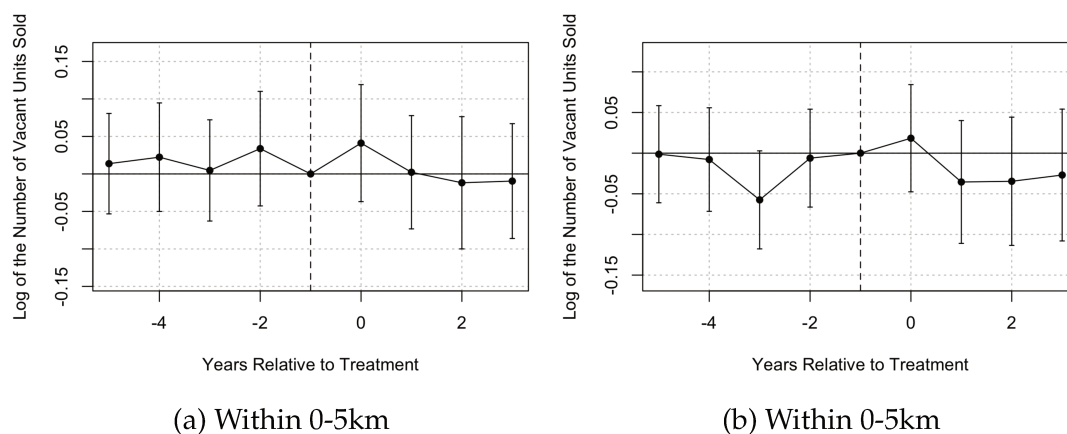 Log of the Number of Vacant Units Sold
0.15
0.05
-0.05
-0.15
-4 -2 0 2
Years Relative to Treatment
(a) Within 0-5km
Log of the Number of Vacant Units Sold
0.05
-0.05
-0.15
-4 -2 0 2
Years Relative to Treatment
(b) Within 0-5km